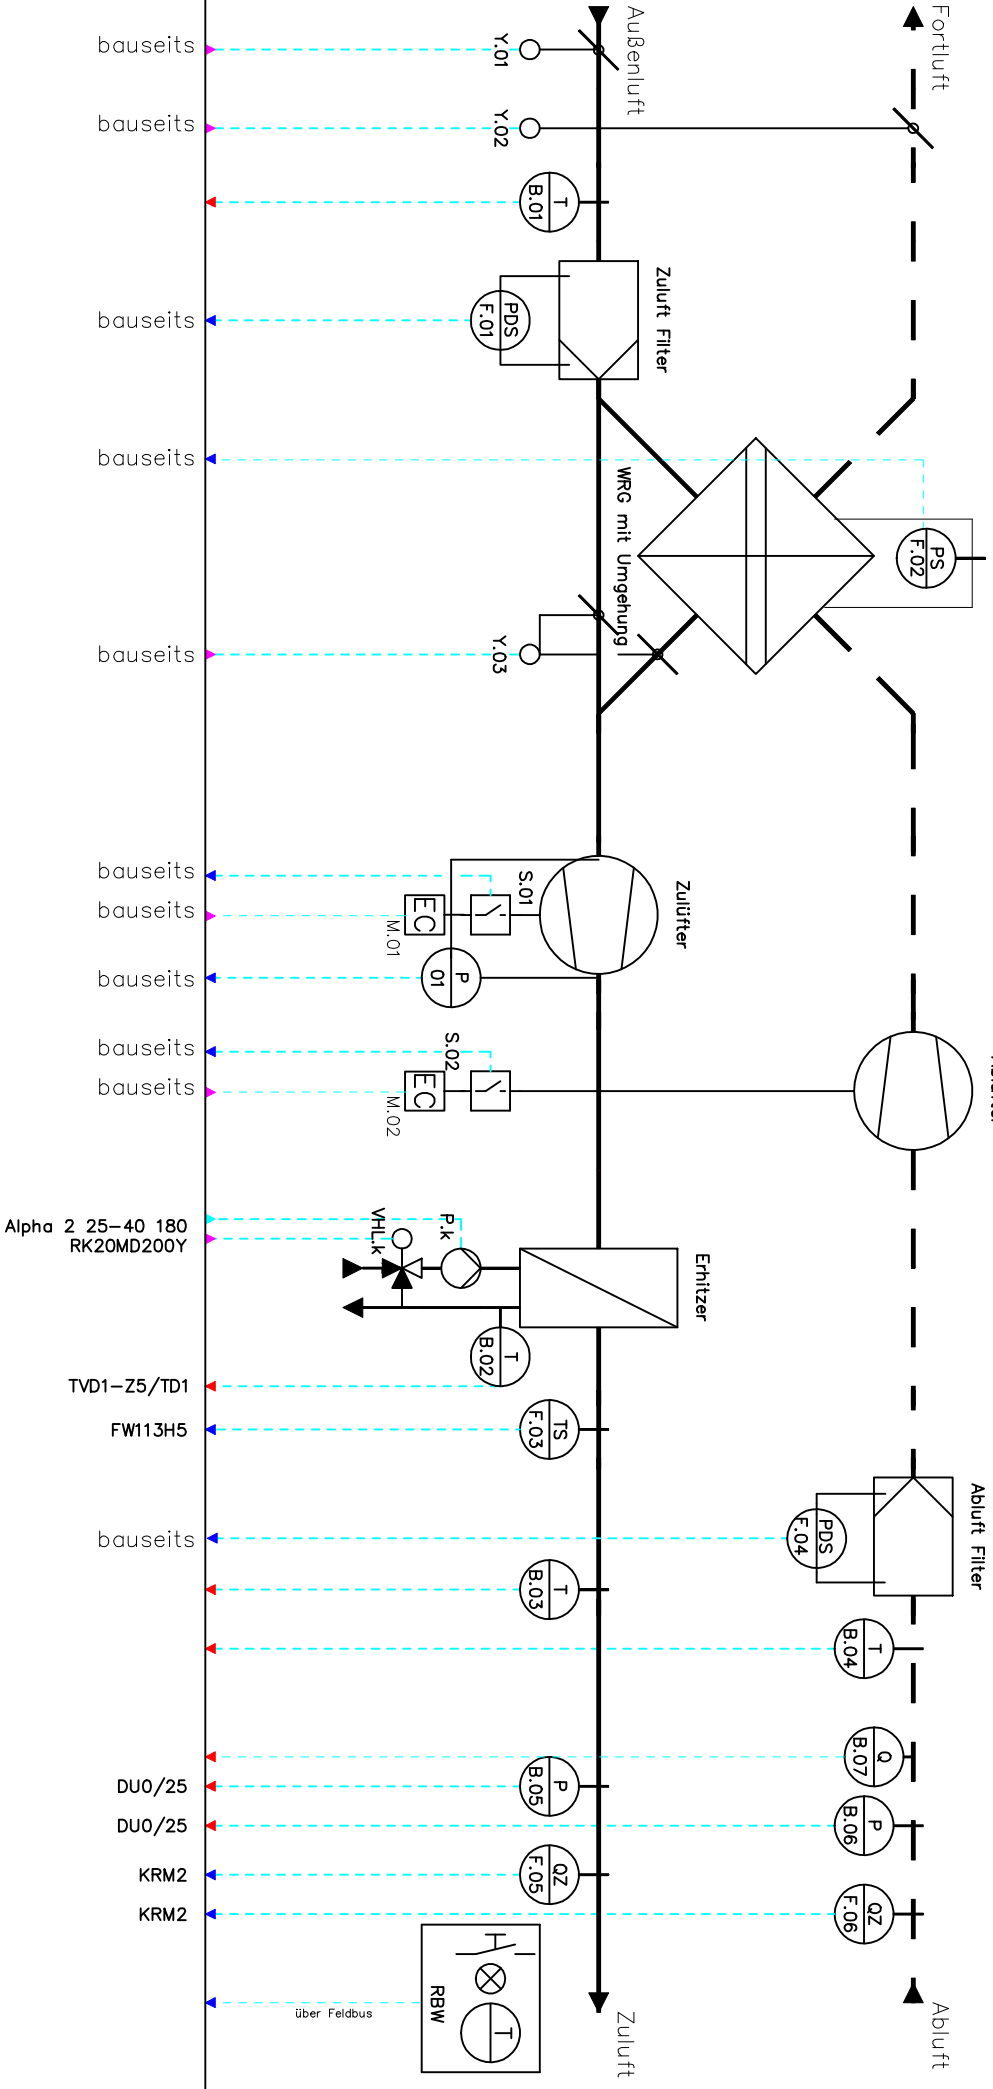 Außenluft
Fortluft
bauseits
Y.01
bauseits
Y.02
T
B.01
Zuluft Filter
bauseits
PDS
F.01
bauseits
PS
F.02
WRG mit Umgehung
bauseits
Y.03
Zulüfter
bauseits
S.01
bauseits
EC
M.01
bauseits
P
01
bauseits
S.02
bauseits
EC
M.02
Alpha 2 25-40 180
RK20MD200Y
VHL.k
P.k
Erhitzer
TVD1-Z5/TD1
T
B.02
FW113H5
TS
F.03
Abluft Filter
bauseits
PDS
F.04
T
B.03
T
B.04
Q
B.07
DU0/25
P
B.05
DU0/25
P
B.06
KRM2
QZ
F.05
KRM2
QZ
F.06
über Feldbus
RBW
T
Zuluft
Abluft